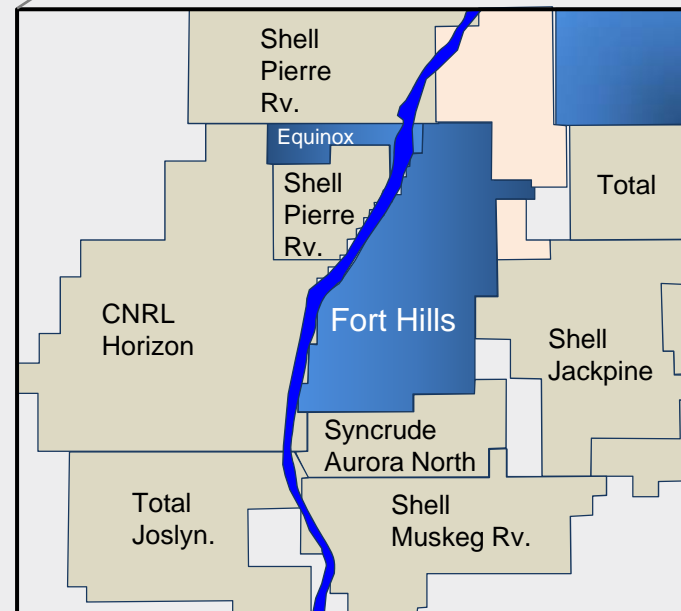 Shell
Pierre
Rv.
Equinox
Shell
Pierre
Rv.
Total
CNRL
Horizon
Fort Hills
Shell
Jackpine
Syncrude
Aurora North
Total
Joslyn.
Shell
Muskeg Rv.